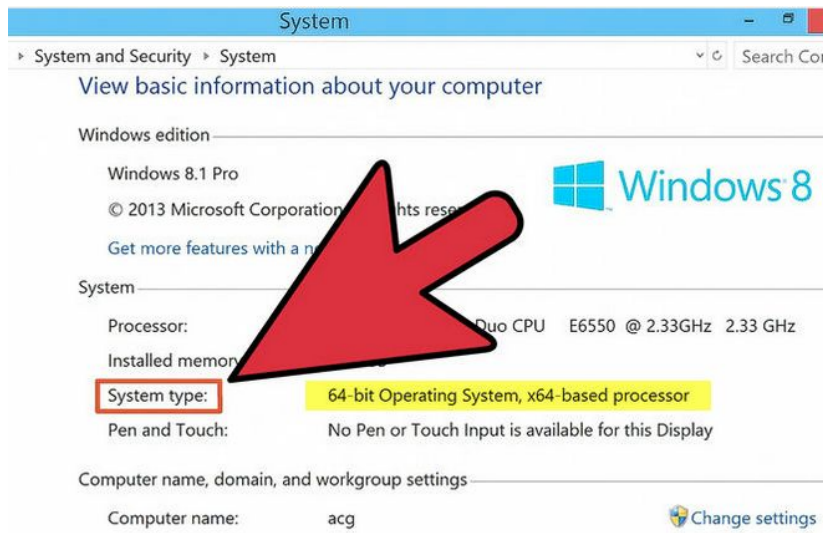 System
System and Security System
Search Con
View basic information about your computer
Windows edition
Windows 8.1 Pro
Windows 8
© 2013 Microsoft Corporation
Get more features with a
System
Processor: Duo CPU E6550 @ 2.33GHz 2.33 GHz
Installed memory
System type: 64-bit Operating System, x64-based processor
Pen and Touch: No Pen or Touch Input is available for this Display
Computer name, domain, and workgroup settings
Computer name: acg Change settings